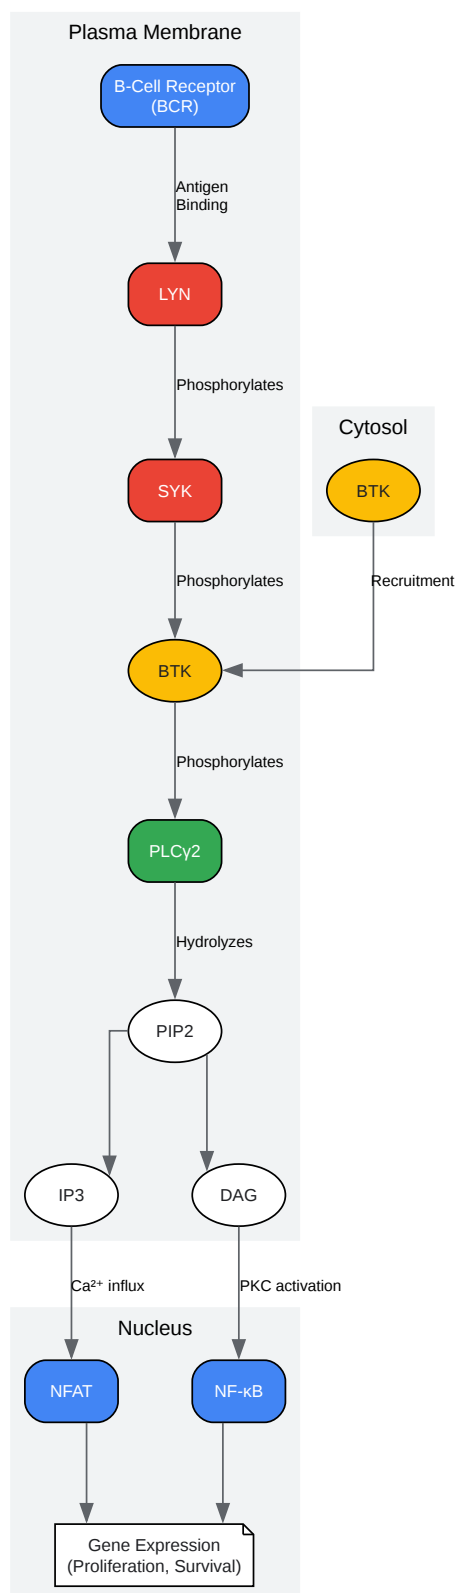 Plasma Membrane
B-Cell Receptor
(BCR)
Antigen
Binding
LYN
Phosphorylates
Cytosol
SYK
BTK
Phosphorylates
Recruitment
BTK
Phosphorylates
PLCγ2
Hydrolyzes
PIP2
IP3
DAG
Ca²⁺ influx
PKC activation
Nucleus
NFAT
NF-κB
Gene Expression
(Proliferation, Survival)